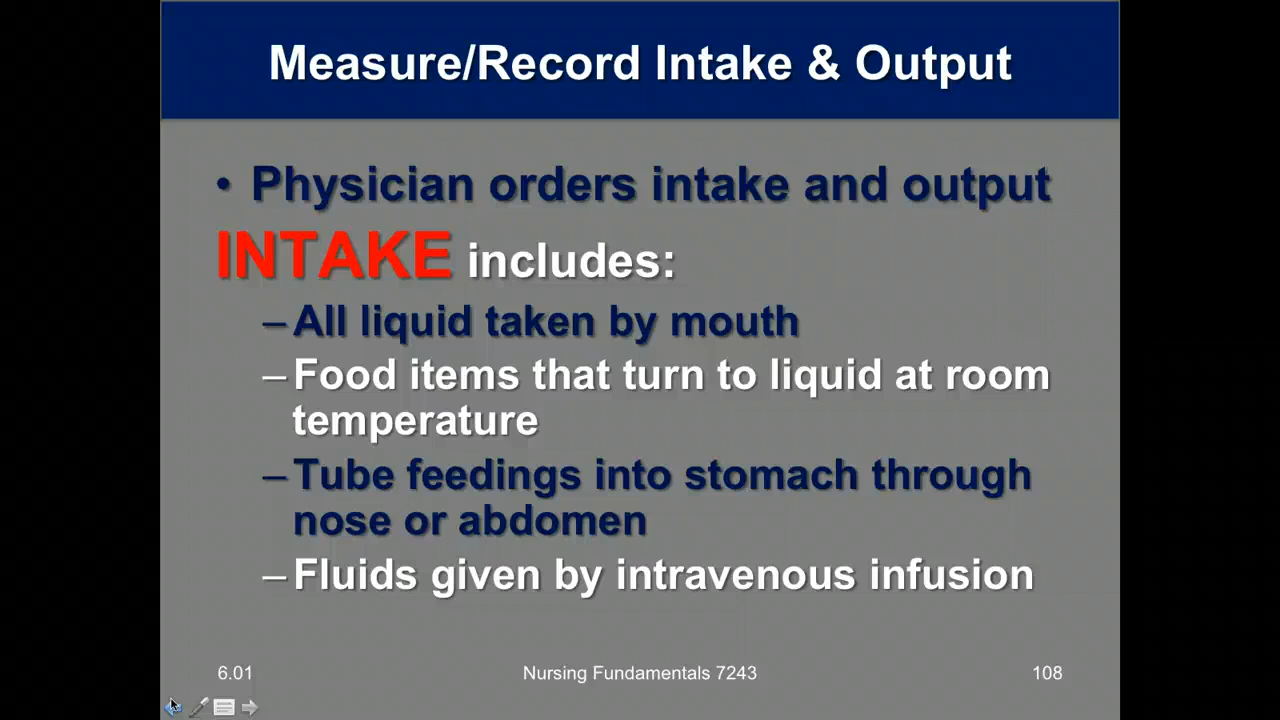 Measure/Record Intake & Output
• Physician orders intake and output
INTAKE includes:
–All liquid taken by mouth
–Food items that turn to liquid at room
temperature
–Tube feedings into stomach through
nose or abdomen
–Fluids given by intravenous infusion
6.01 Nursing Fundamentals 7243 108